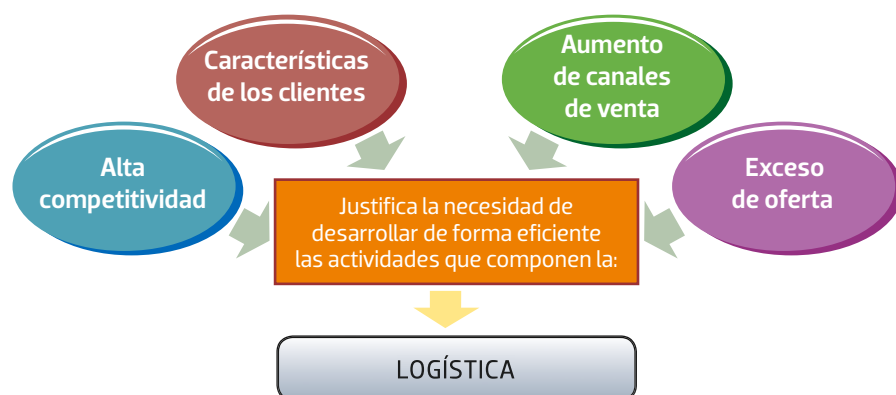 Alta
competitividad
Características
de los clientes
Aumento
de canales
de venta
Exceso
de oferta
Justifica la necesidad de
desarrollar de forma eficiente
las actividades que componen la:
LOGÍSTICA